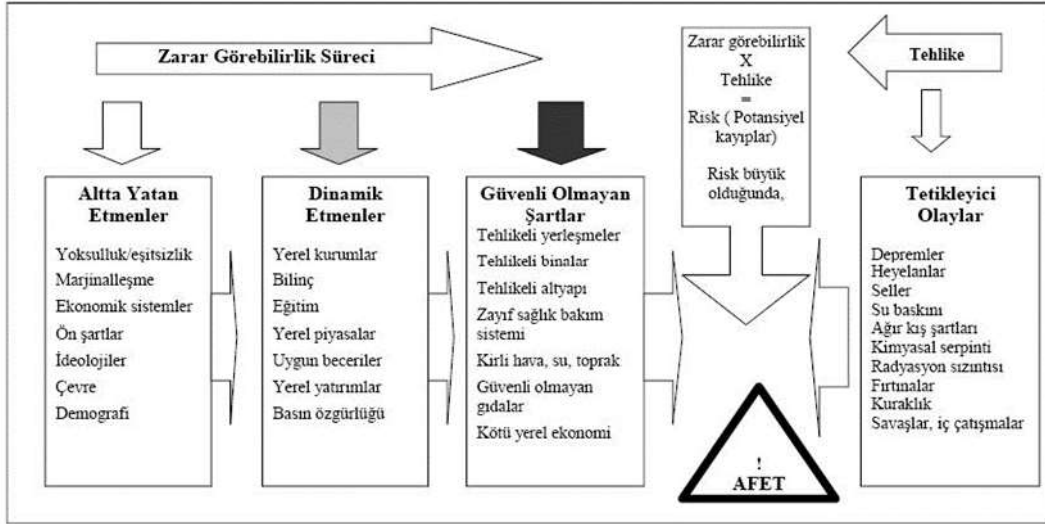 Zarar Görebilirlik Süreci
Zarar görebilirlik
X
Tehlike
=
Risk ( Potansiyel
kayıplar)
Risk büyük
olduğunda,
Tehlike
Altta Yatan
Etmenler
Yoksulluk/eşitsizlik
Marjinalleşme
Ekonomik sistemler
Ön şartlar
İdeolojiler
Çevre
Demografi
Dinamik
Etmenler
Yerel kurumlar
Bilinç
Eğitim
Yerel piyasalar
Uygun beceriler
Yerel yatırımlar
Basın özgürlüğü
Güvenli Olmayan
Şartlar
Tehlikeli yerleşmeler
Tehlikeli binalar
Tehlikeli altyapı
Zayıf sağlık bakım
sistemi
Kirli hava, su, toprak
Güvenli olmayan
gıdalar
Kötü yerel ekonomi
!
AFET
Tetikleyici
Olaylar
Depremler
Heyelanlar
Seller
Su baskını
Ağır kış şartları
Kimyasal serpinti
Radyasyon sızıntısı
Fırtınalar
Kuraklık
Savaşlar, iç çatışmalar